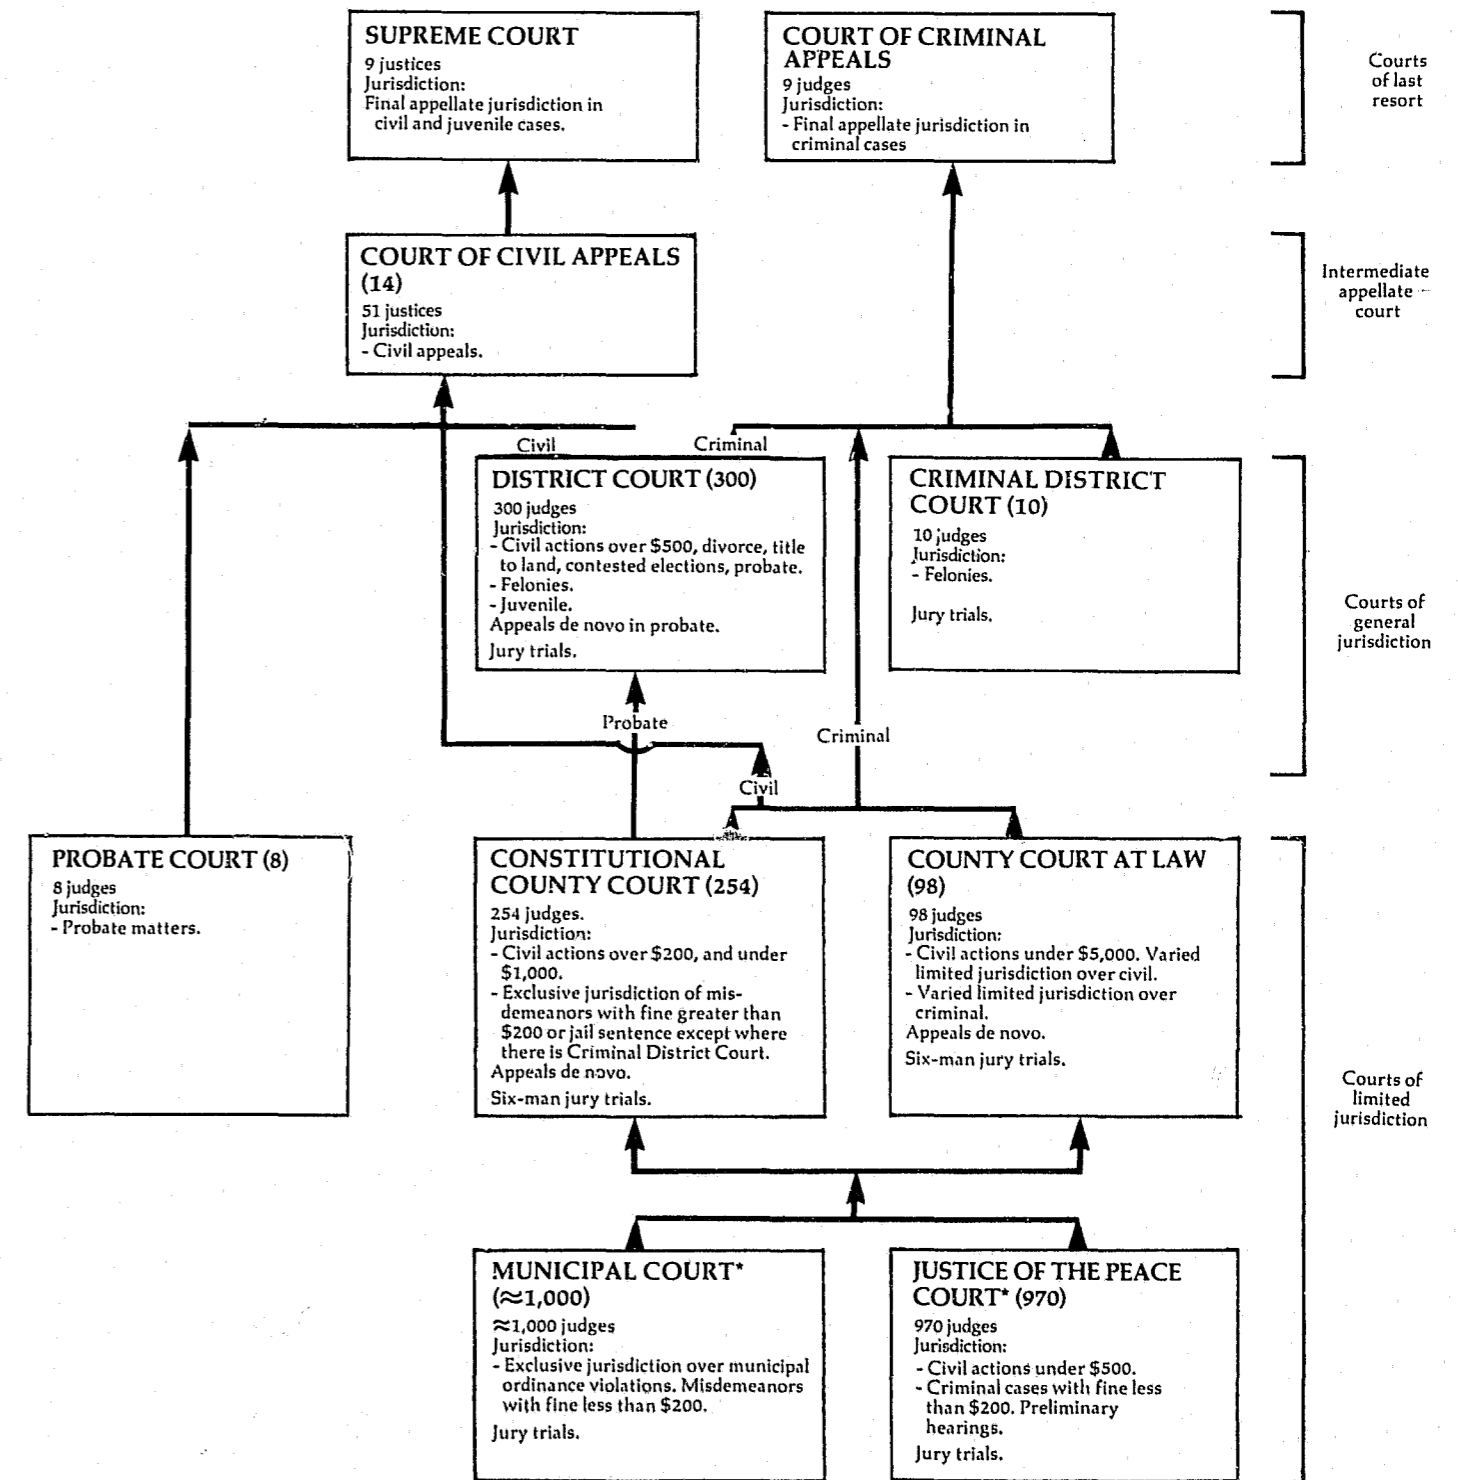 SUPREME COURT
9 justices
Jurisdiction:
Final appellate jurisdiction in
civil and juvenile cases.
COURT OF CRIMINAL
APPEALS
9 judges
Jurisdiction:
- Final appellate jurisdiction in
criminal cases
Courts
of last
resort
COURT OF CIVIL APPEALS
(14)
51 justices
Jurisdiction:
- Civil appeals.
Intermediate
appellate
court
Civil
Criminal
DISTRICT COURT (300)
300 judges
Jurisdiction:
- Civil actions over $500, divorce, title
to land, contested elections, probate.
- Felonies.
- Juvenile.
Appeals de novo in probate.
Jury trials.
CRIMINAL DISTRICT
COURT (10)
10 judges
Jurisdiction:
- Felonies.
Jury trials.
Courts of
general
jurisdiction
Probate
Criminal
Civil
PROBATE COURT (8)
8 judges
Jurisdiction:
- Probate matters.
CONSTITUTIONAL
COUNTY COURT (254)
254 judges.
Jurisdiction:
- Civil actions over $200, and under
$1,000.
- Exclusive jurisdiction of mis-
demeanors with fine greater than
$200 or jail sentence except where
there is Criminal District Court.
Appeals de novo.
Six-man jury trials.
COUNTY COURT AT LAW
(98)
98 judges
Jurisdiction:
- Civil actions under $5,000. Varied
limited jurisdiction over civil.
- Varied limited jurisdiction over
criminal.
Appeals de novo.
Six-man jury trials.
Courts of
limited
jurisdiction
MUNICIPAL COURT*
(≈1,000)
≈1,000 judges
Jurisdiction:
- Exclusive jurisdiction over municipal
ordinance violations. Misdemeanors
with fine less than $200.
Jury trials.
JUSTICE OF THE PEACE
COURT* (970)
970 judges
Jurisdiction:
- Civil actions under $500.
- Criminal cases with fine less
than $200. Preliminary
hearings.
Jury trials.